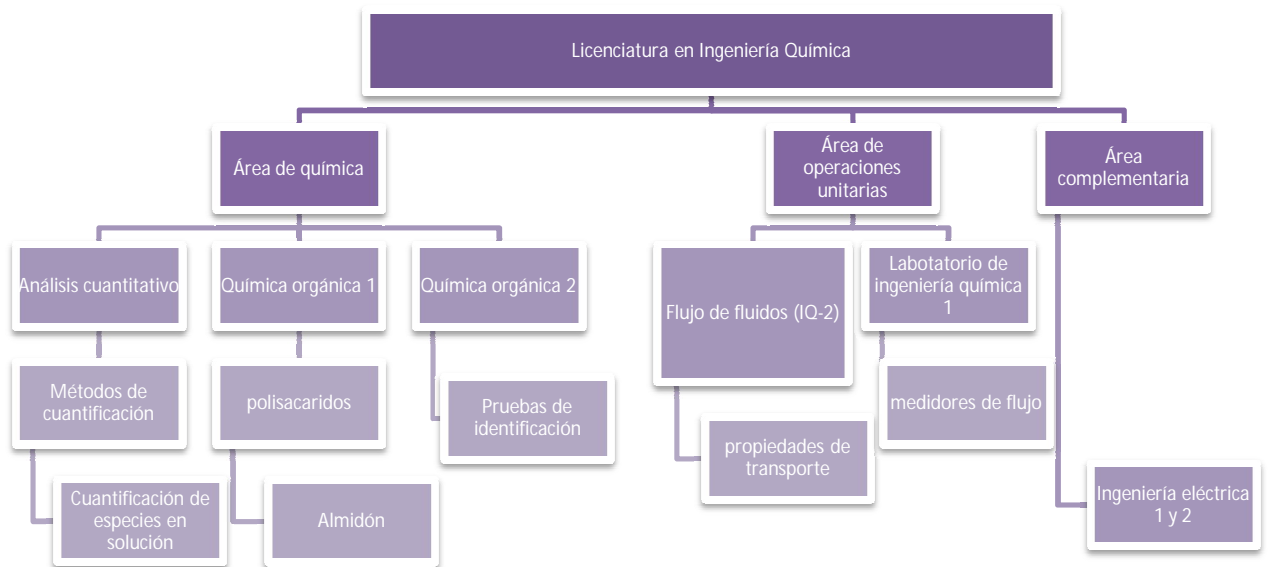 Licenciatura en Ingeniería Química
Área de química
Área de
operaciones
unitarias
Área
complementaria
Análisis cuantitativo
Química orgánica 1
Química orgánica 2
Flujo de fluidos (IQ-2)
Labotatorio de
ingeniería química
1
Métodos de
cuantificación
polisacaridos
Pruebas de
identificación
medidores de flujo
propiedades de
transporte
Cuantificación de
especies en
solución
Almidón
Ingeniería eléctrica
1 y 2